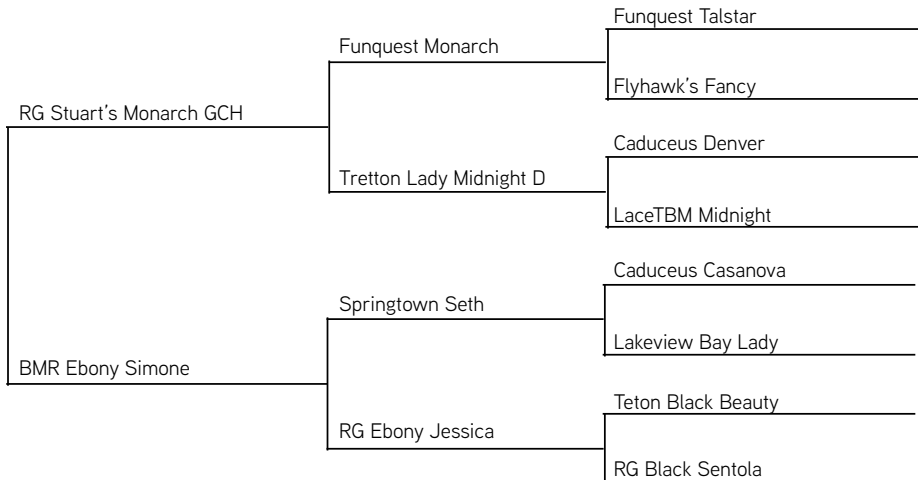 Funquest Talstar
Funquest Monarch
Flyhawk's Fancy
RG Stuart's Monarch GCH
Caduceus Denver
Tretton Lady Midnight D
LaceTBM Midnight
Caduceus Casanova
Springtown Seth
Lakeview Bay Lady
BMR Ebony Simone
Teton Black Beauty
RG Ebony Jessica
RG Black Sentola